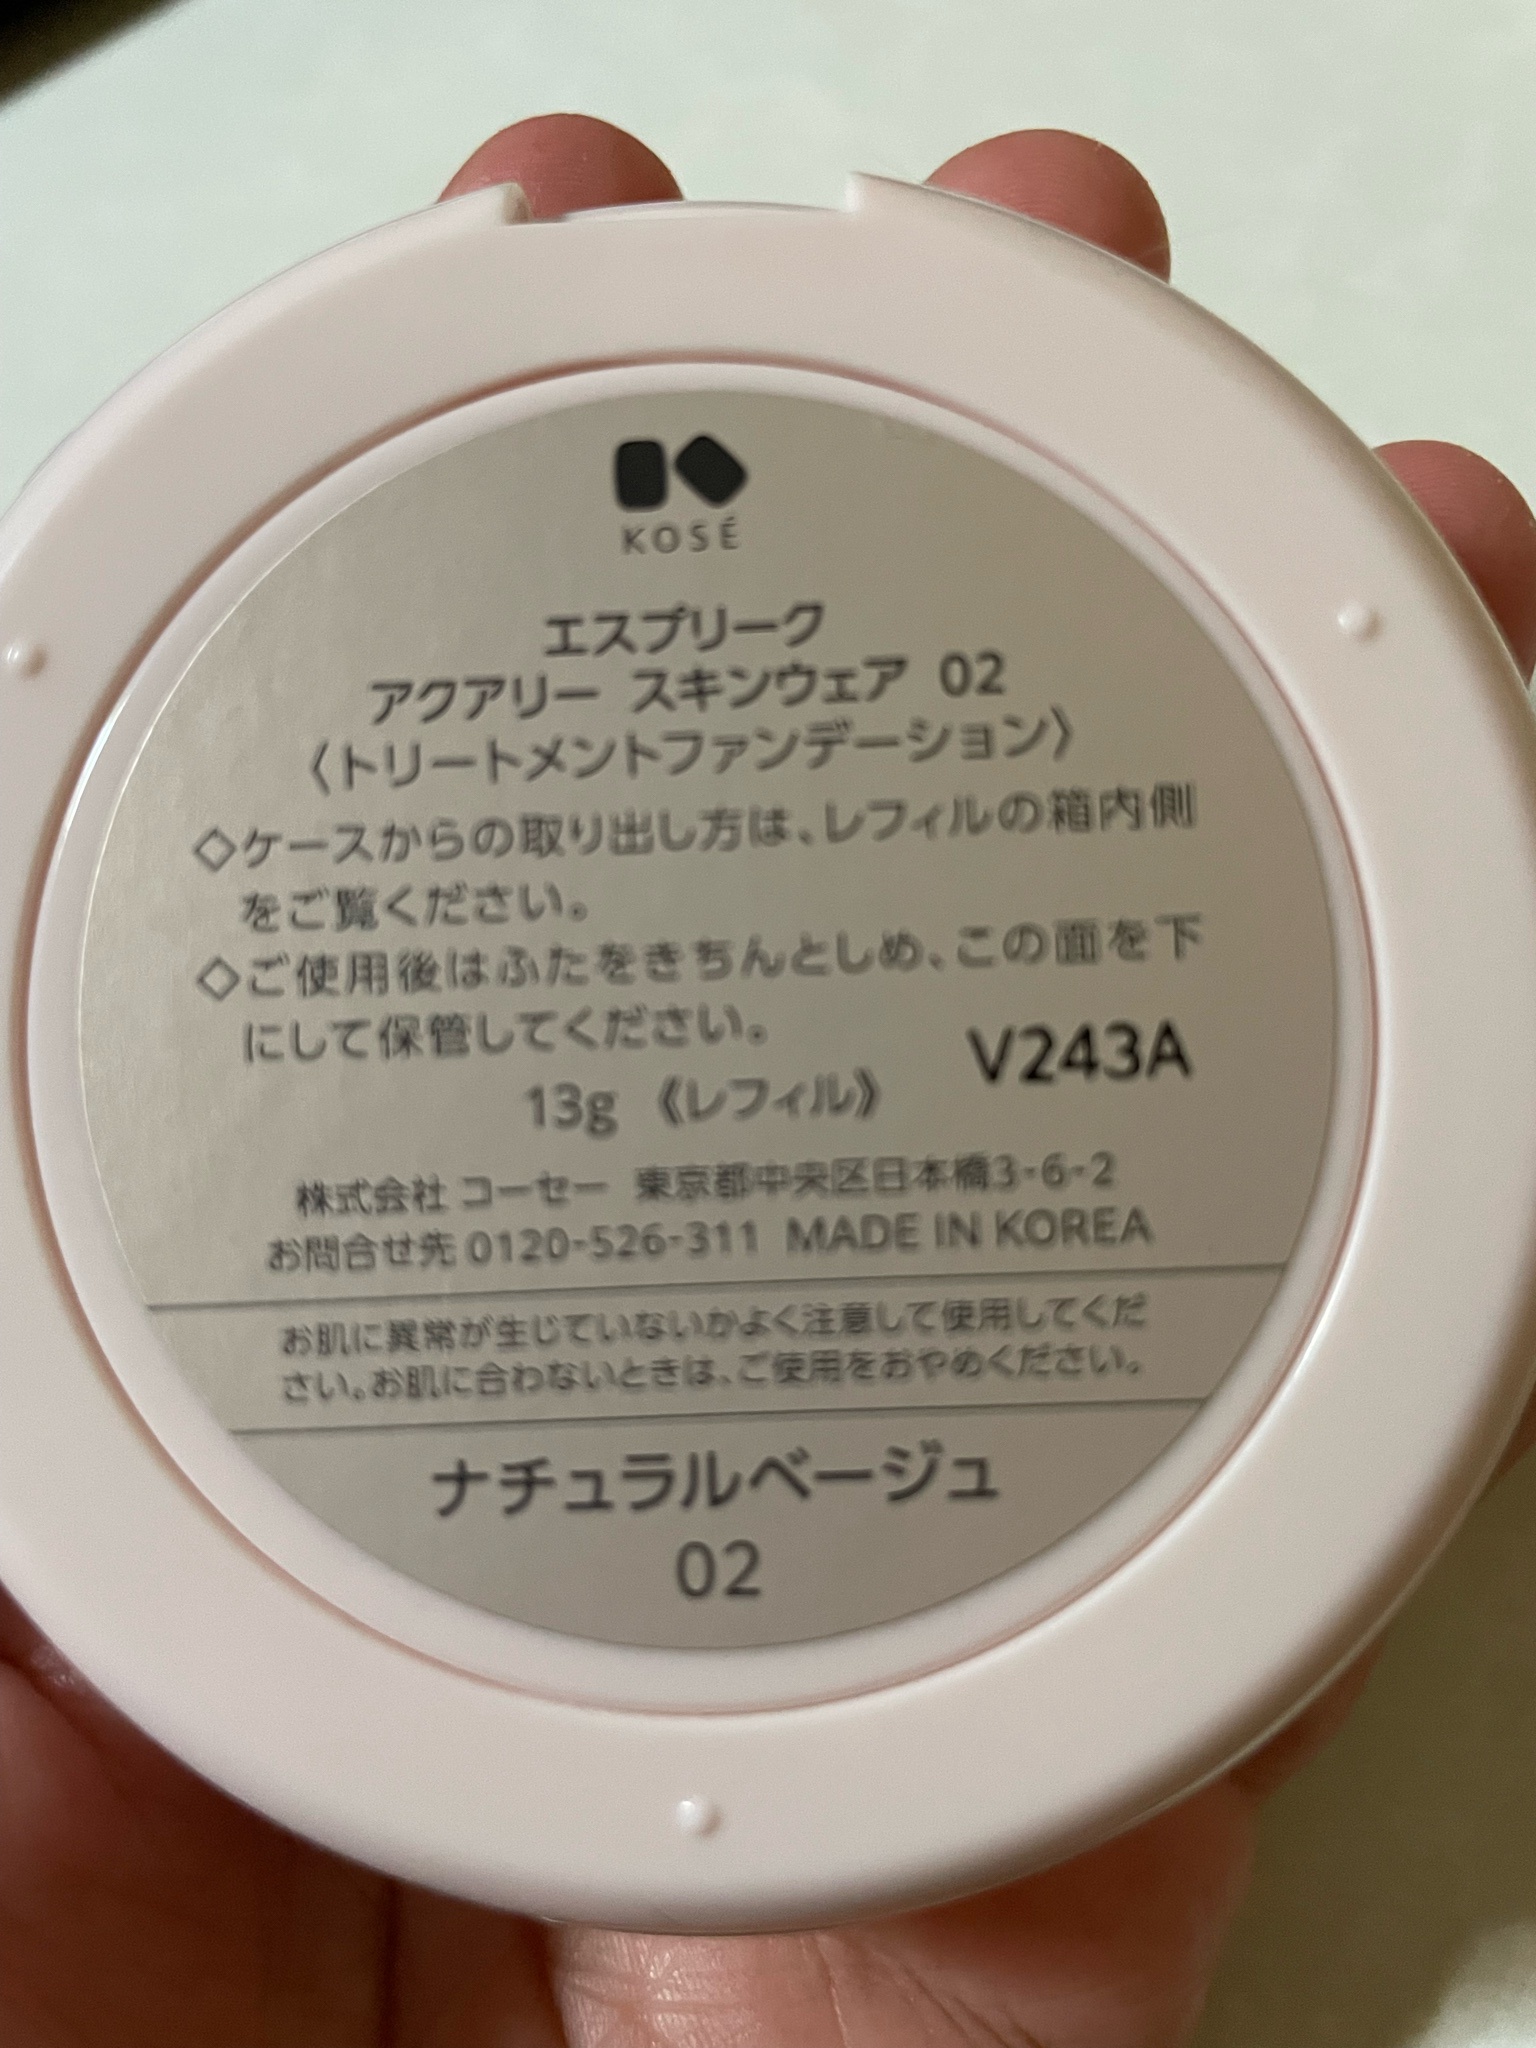 KOSÉ
エスプリーク
アクアリー スキンウェア 02
〈トリートメントファンデーション〉
◇ケースからの取り出し方は、レフィルの箱内側
をご覧ください。
◇ご使用後はふたをきちんとしめ、この面を下
にして保管してください。
V243A
13g 《レフィル》
株式会社 コーセー 東京都中央区日本橋3-6-2
お問合せ先 0120-526-311 MADE IN KOREA
お肌に異常が生じていないかよく注意して使用してくだ
さい。お肌に合わないときは、ご使用をおやめください。
ナチュラルベージュ
02